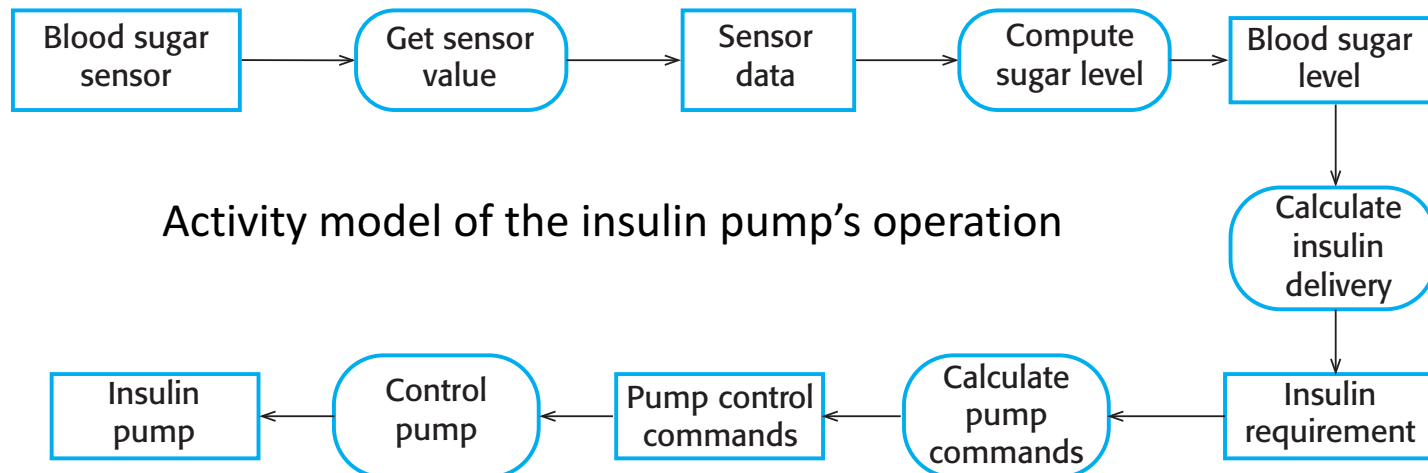 Blood sugar
sensor
Get sensor
value
Sensor
data
Compute
sugar level
Blood sugar
level
Activity model of the insulin pump’s operation
Calculate
insulin
delivery
Insulin
pump
Control
pump
Pump control
commands
Calculate
pump
commands
Insulin
requirement